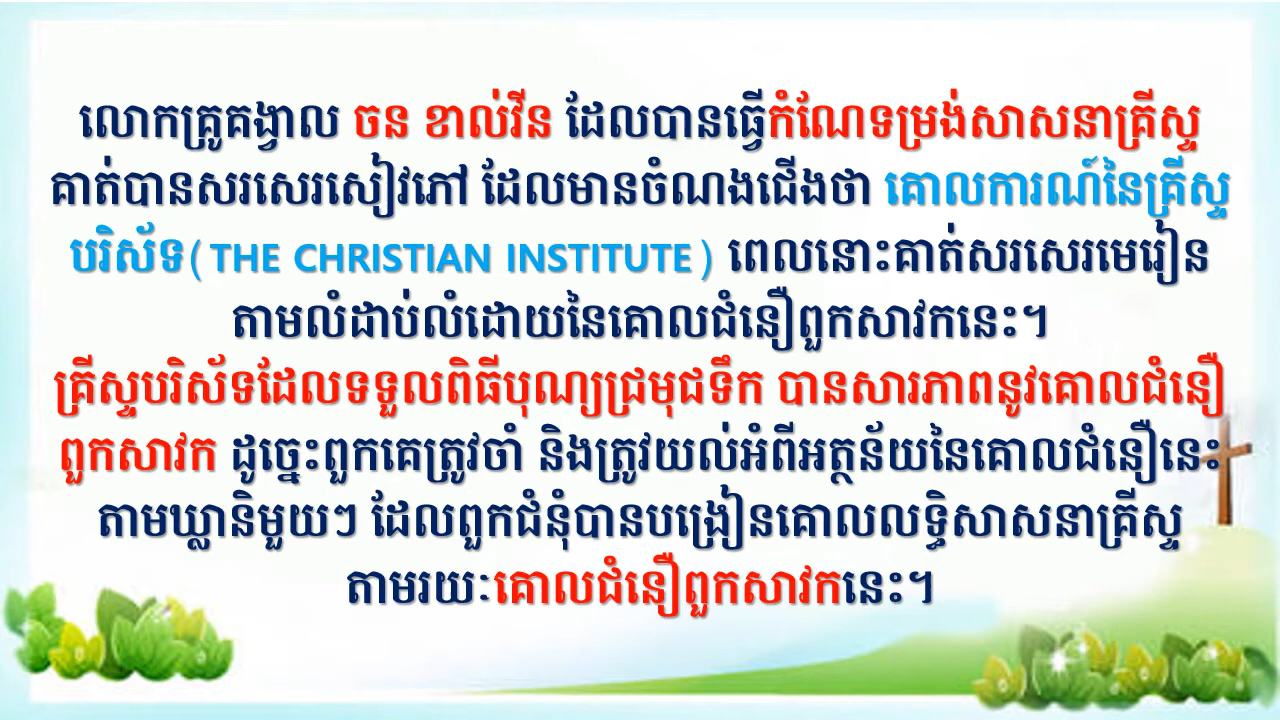 លោកគ្រូគង្វាល ចន ខាល់វីន ដែលបានធ្វើកំណែទម្រង់សាសនាគ្រីស្ទ
គាត់បានសរសេរសៀវភៅ ដែលមានចំណងជើងថា គោលការណ៍នៃគ្រីស្ទ
បរិស័ទ( THE CHRISTIAN INSTITUTE ) ពេលនោះគាត់សរសេរមេរៀន
តាមលំដាប់លំដោយនៃគោលជំនឿពួកសាវកនេះ។
គ្រីស្ទបរិស័ទដែលទទួលពិធីបុណ្យជ្រមុជទឹក បានសារភាពនូវគោលជំនឿ
ពួកសាវក ដូច្នេះពួកគេត្រូវចាំ និងត្រូវយល់អំពីអត្ថន័យនៃគោលជំនឿនេះ
តាមឃ្លានិមួយៗ ដែលពួកជំនុំបានបង្រៀនគោលលទ្ធិសាសនាគ្រីស្ទ
តាមរយៈគោលជំនឿពួកសាវកនេះ។